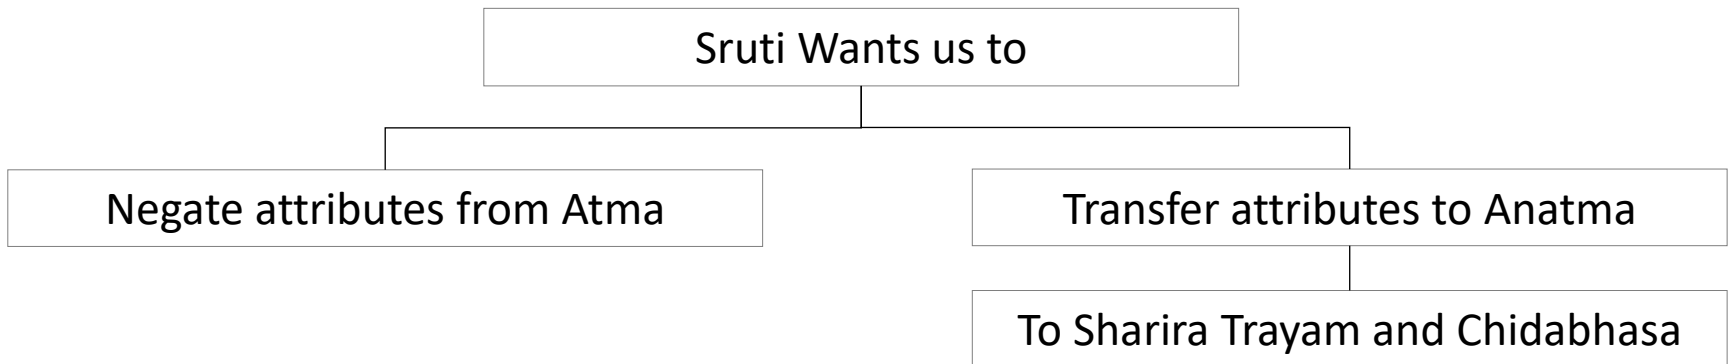 Sruti Wants us to
Negate attributes from Atma
Transfer attributes to Anatma
To Sharira Trayam and Chidabhasa